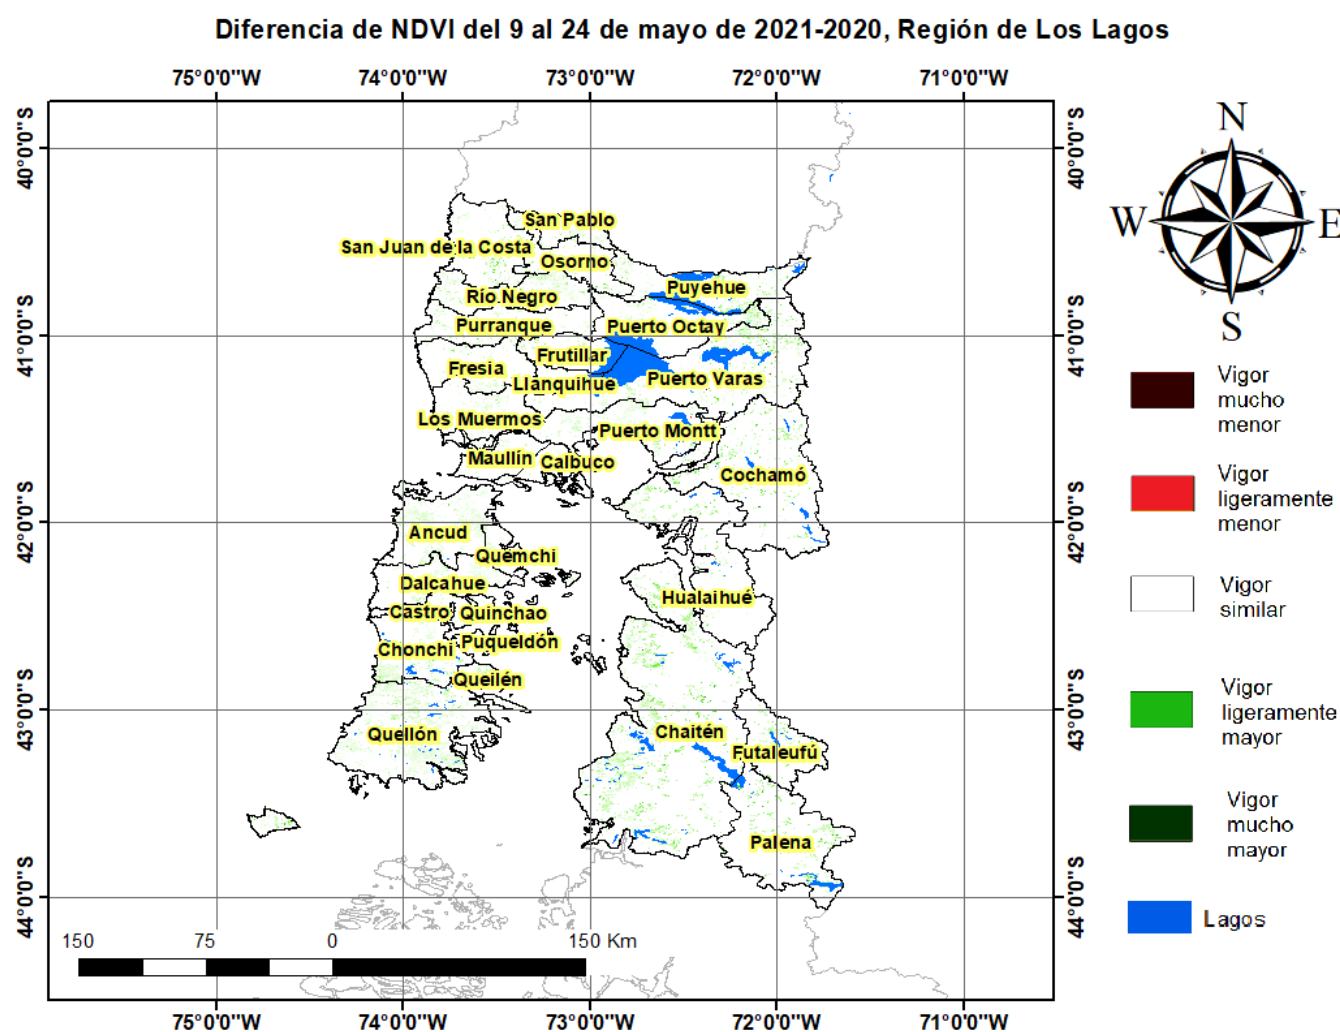 Diferencia de NDVI del 9 al 24 de mayo de 2021-2020, Región de Los Lagos
75°0'0"W 74°0'0"W 73°0'0"W 72°0'0"W 71°0'0"W
40°0'0"S
40°0'0"S
41°0'0"S
41°0'0"S
42°0'0"S
42°0'0"S
43°0'0"S
43°0'0"S
44°0'0"S
44°0'0"S
San Pablo
San Juan de la Costa
Osorno
Puyehue
Río Negro
Purranque
Puerto Octay
Frutillar
Fresia
Llanquihue
Puerto Varas
Los Muermos
Puerto Montt
Maullín
Calbuco
Cochamó
Ancud
Quemchi
Dalcahue
Hualaihué
Castro
Quinchao
Chonchi
Puqueldón
Queilén
Quellón
Chaitén
Futaleufú
Palena
150 75 0 150 Km
75°0'0"W 74°0'0"W 73°0'0"W 72°0'0"W 71°0'0"W
N
W
E
S
Vigor
mucho
menor
Vigor
ligeramente
menor
Vigor
similar
Vigor
ligeramente
mayor
Vigor
mucho
mayor
Lagos